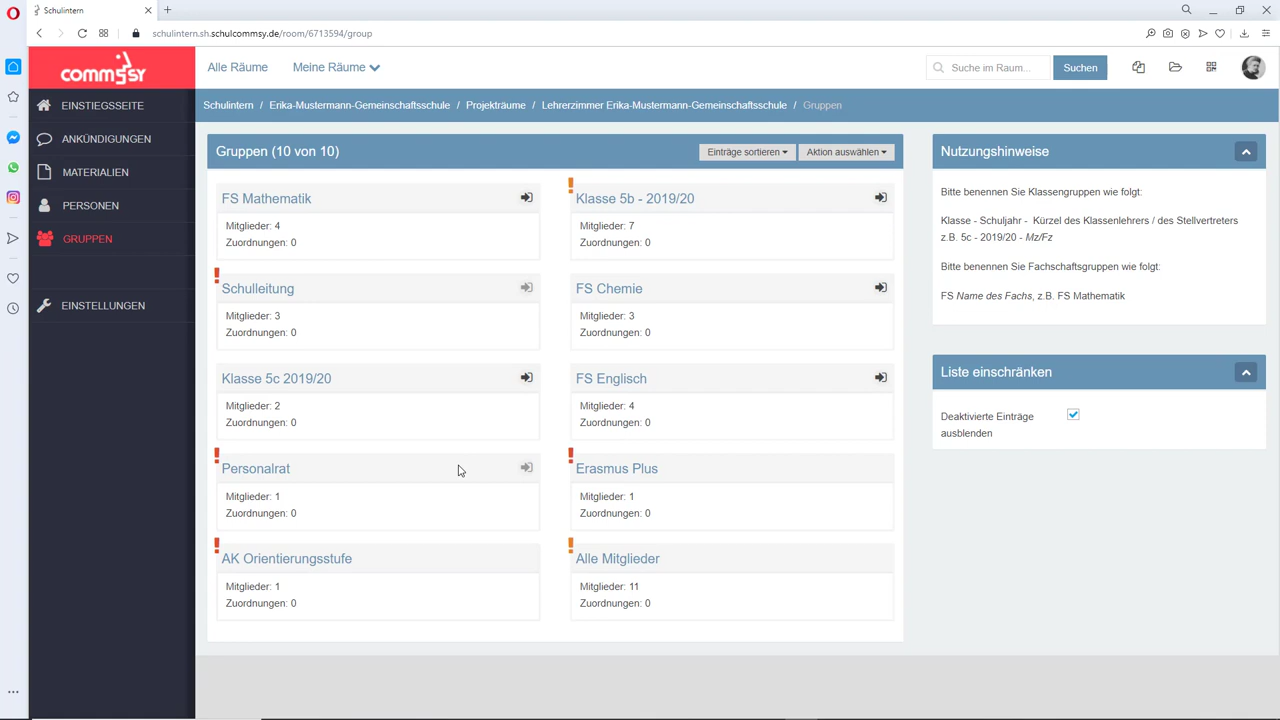 Schulintern
schulintern.sh.schulcommsy.de/room/6713594/group
commsy
Alle Räume
Meine Räume
Suche im Raum...
Suchen
EINSTIEGSSEITE
ANKÜNDIGUNGEN
MATERIALIEN
PERSONEN
GRUPPEN
EINSTELLUNGEN
Schulintern / Erika-Mustermann-Gemeinschaftsschule / Projekträume / Lehrerzimmer Erika-Mustermann-Gemeinschaftsschule / Gruppen
Gruppen (10 von 10)
Einträge sortieren
Aktion auswählen
FS Mathematik
Mitglieder: 4
Zuordnungen: 0
Klasse 5b - 2019/20
Mitglieder: 7
Zuordnungen: 0
Schulleitung
Mitglieder: 3
Zuordnungen: 0
FS Chemie
Mitglieder: 3
Zuordnungen: 0
Klasse 5c 2019/20
Mitglieder: 2
Zuordnungen: 0
FS Englisch
Mitglieder: 4
Zuordnungen: 0
Personalrat
Mitglieder: 1
Zuordnungen: 0
Erasmus Plus
Mitglieder: 1
Zuordnungen: 0
AK Orientierungsstufe
Mitglieder: 1
Zuordnungen: 0
Alle Mitglieder
Mitglieder: 11
Zuordnungen: 0
Nutzungshinweise
Bitte benennen Sie Klassengruppen wie folgt:
Klasse - Schuljahr - Kürzel des Klassenlehrers / des Stellvertreters
z.B. 5c - 2019/20 - Mz/Fz
Bitte benennen Sie Fachschaftsgruppen wie folgt:
FS Name des Fachs, z.B. FS Mathematik
Liste einschränken
Deaktivierte Einträge
ausblenden